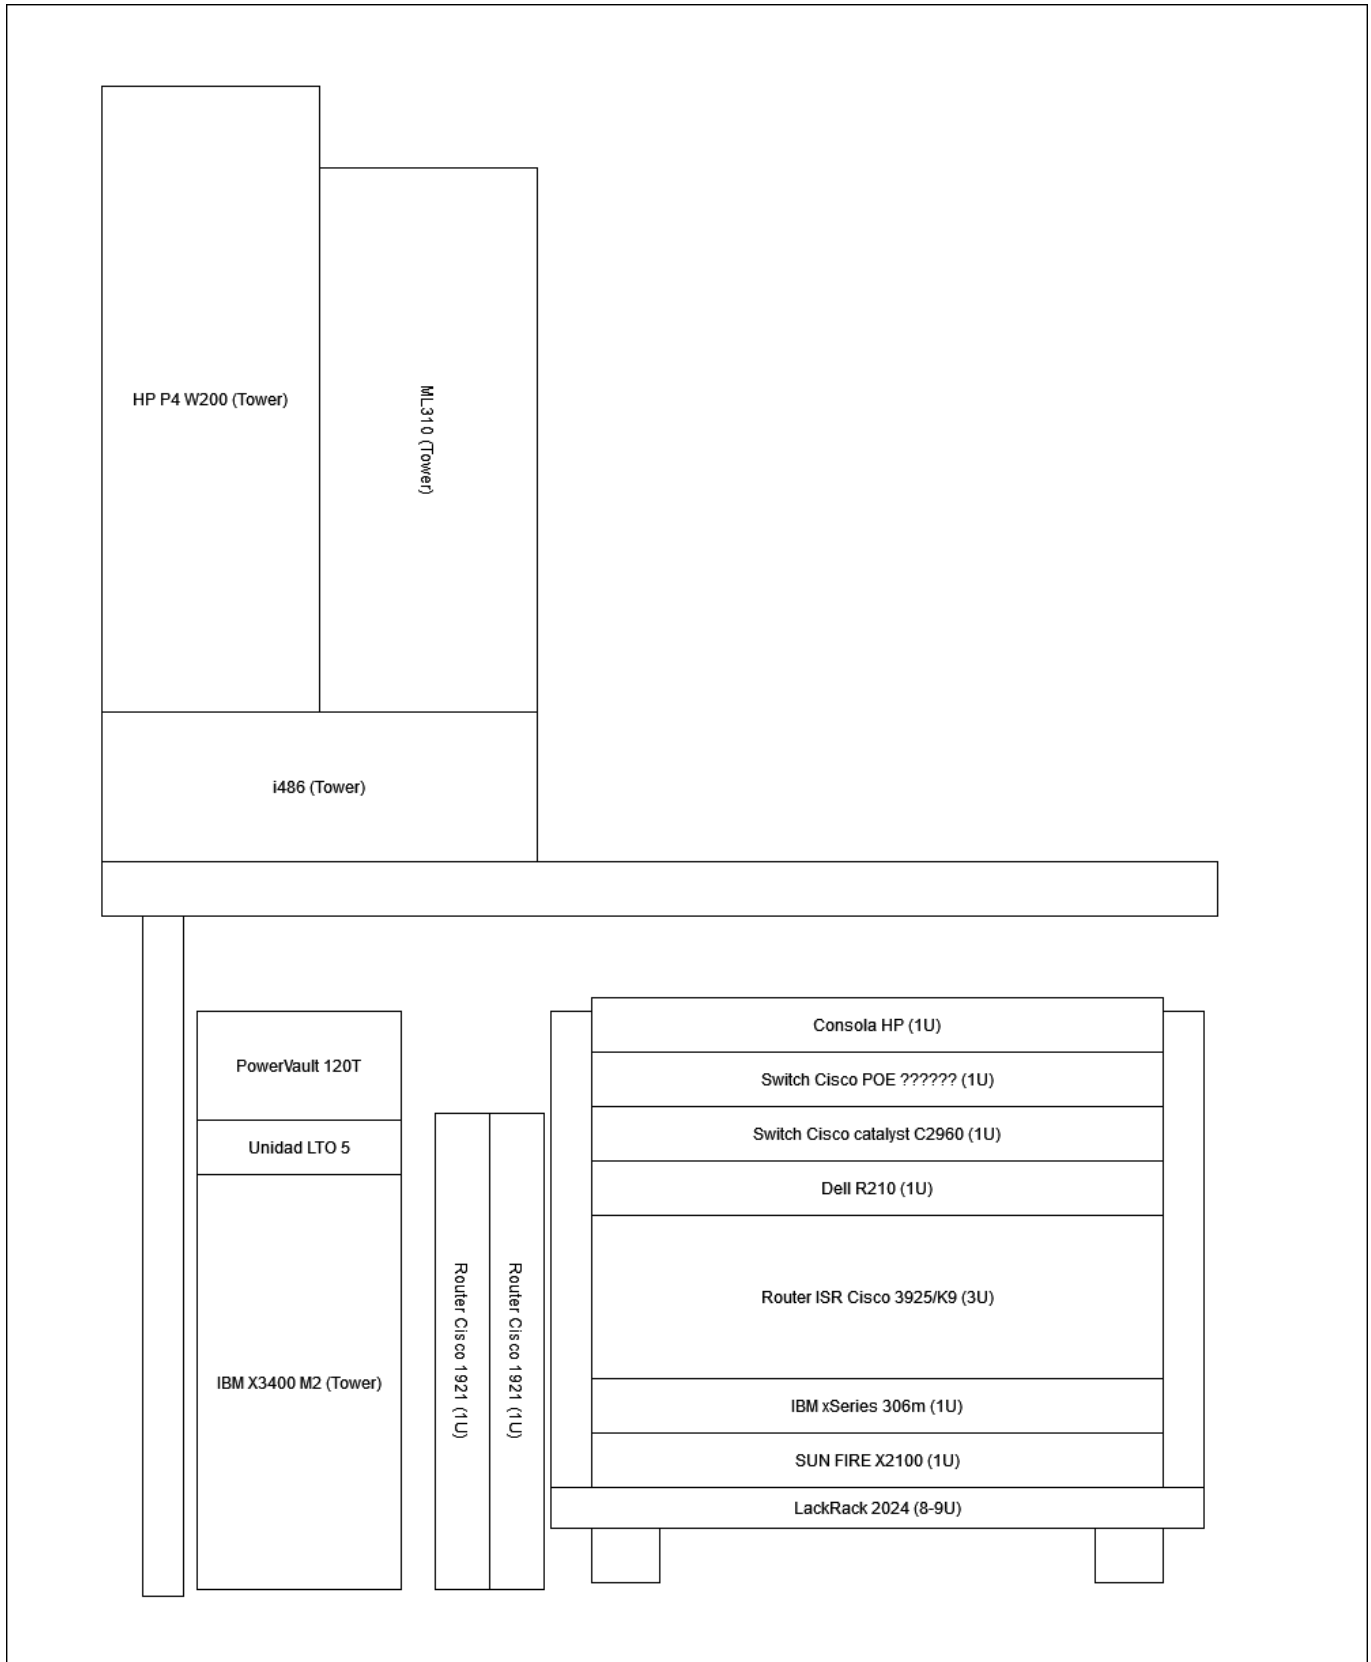 HP P4 W200 (Tower)
ML310 (Tower)
i486 (Tower)
PowerVault 120T
Unidad LTO 5
IBM X3400 M2 (Tower)
Router Cisco 1921 (1U)
Router Cisco 1921 (1U)
Consola HP (1U)
Switch Cisco POE ?????? (1U)
Switch Cisco catalyst C2960 (1U)
Dell R210 (1U)
Router ISR Cisco 3925/K9 (3U)
IBM xSeries 306m (1U)
SUN FIRE X2100 (1U)
LackRack 2024 (8-9U)